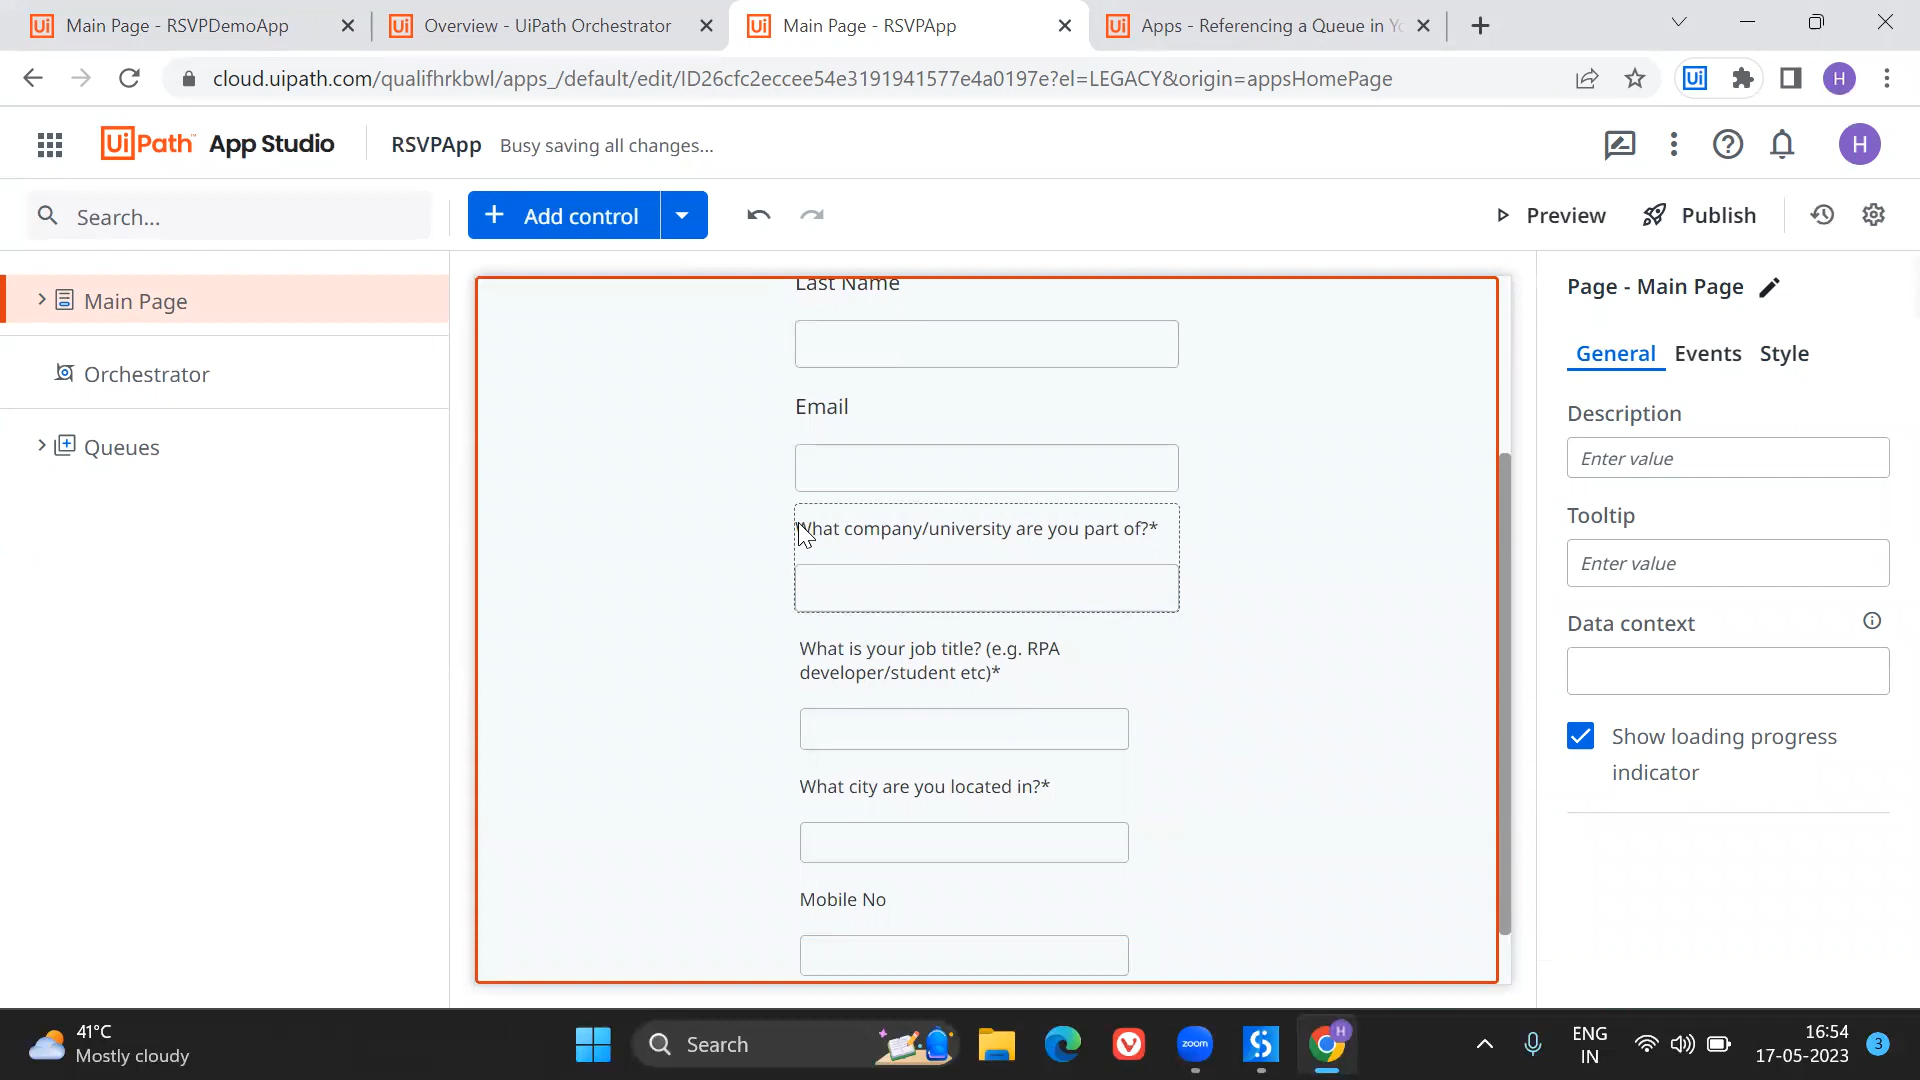 Main Page - RSVPDemoApp
Overview - UiPath Orchestrator
Main Page - RSVPApp
Apps - Referencing a Queue in Yo
cloud.uipath.com/qualifhrkbwl/apps_/default/edit/ID26cfc2eccee54e3191941577e4a0197e?el=LEGACY&origin=appsHomePage
Ui
H
UiPath App Studio
RSVPApp
Busy saving all changes...
H
Search...
+ Add control
Preview
Publish
Main Page
Orchestrator
Queues
Last Name
Email
What company/university are you part of?*
What is your job title? (e.g. RPA
developer/student etc)*
What city are you located in?*
Mobile No
Page - Main Page
General
Events
Style
Description
Enter value
Tooltip
Enter value
Data context
Show loading progress
indicator
41°C
Mostly cloudy
Search
zoom
H
ENG
IN
16:54
17-05-2023
3